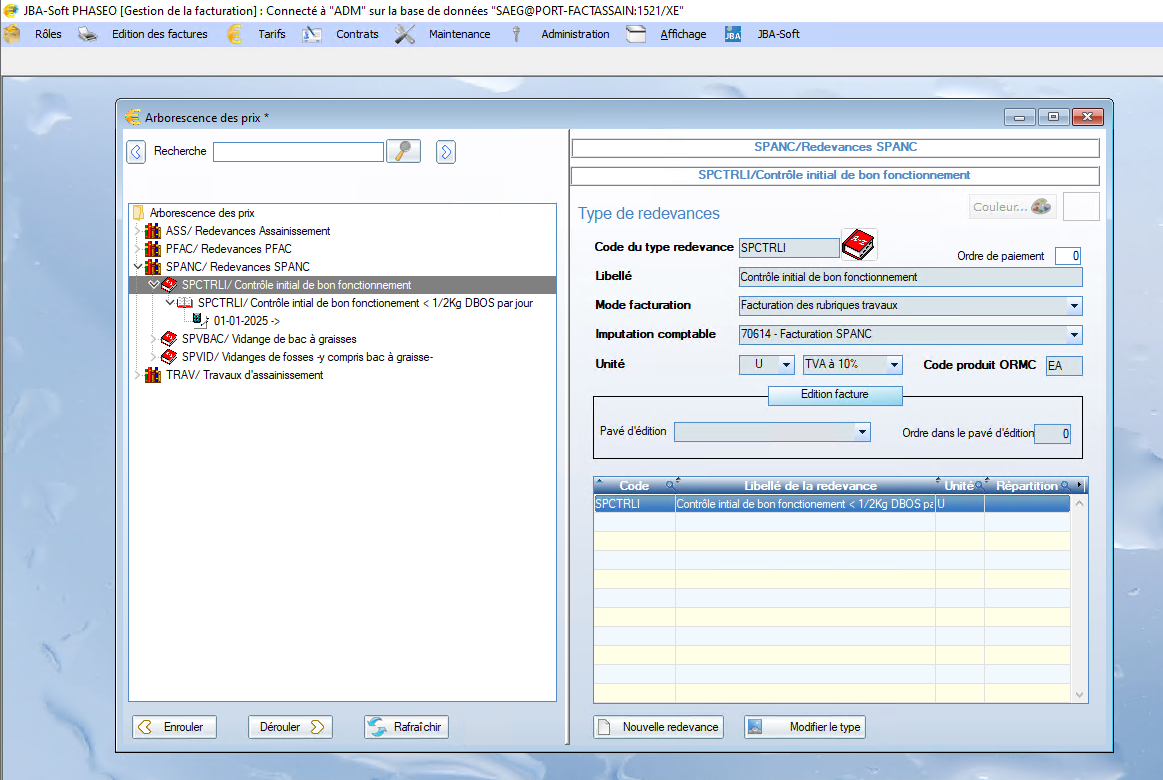 JBA-Soft PHASEO [Gestion de la facturation] : Connecté à "ADM" sur la base de données "SAEG@PORT-FACTASSAIN:1521/XE"
Rôles Edition des factures Tarifs Contrats Maintenance Administration Affichage JBA JBA-Soft
Arborescence des prix *
Recherche
Arborescence des prix
ASS/ Redevances Assainissement
PFAC/ Redevances PFAC
SPANC/ Redevances SPANC
SPCTRLI/ Contrôle initial de bon fonctionnement
SPCTRLI/ Contrôle intial de bon fonctionement < 1/2Kg DBOS par jour
01-01-2025 ->
SPVBAC/ Vidange de bac à graisses
SPVID/ Vidanges de fosses -y compris bac à graisse-
TRAV/ Travaux d'assainissement
Enrouler Dérouler Rafraîchir
SPANC/Redevances SPANC
SPCTRLI/Contrôle initial de bon fonctionnement
Type de redevances Couleur...
Code du type redevance SPCTRLI A-Z Ordre de paiement 0
Libellé Contrôle initial de bon fonctionnement
Mode facturation Facturation des rubriques travaux
Imputation comptable 70614 - Facturation SPANC
Unité U TVA à 10% Code produit ORMC EA
Edition facture
Pavé d'édition Ordre dans le pavé d'édition 0
Code Libellé de la redevance Unité Répartition
SPCTRLI Contrôle intial de bon fonctionement < 1/2Kg DBOS pa U
Nouvelle redevance Modifier le type